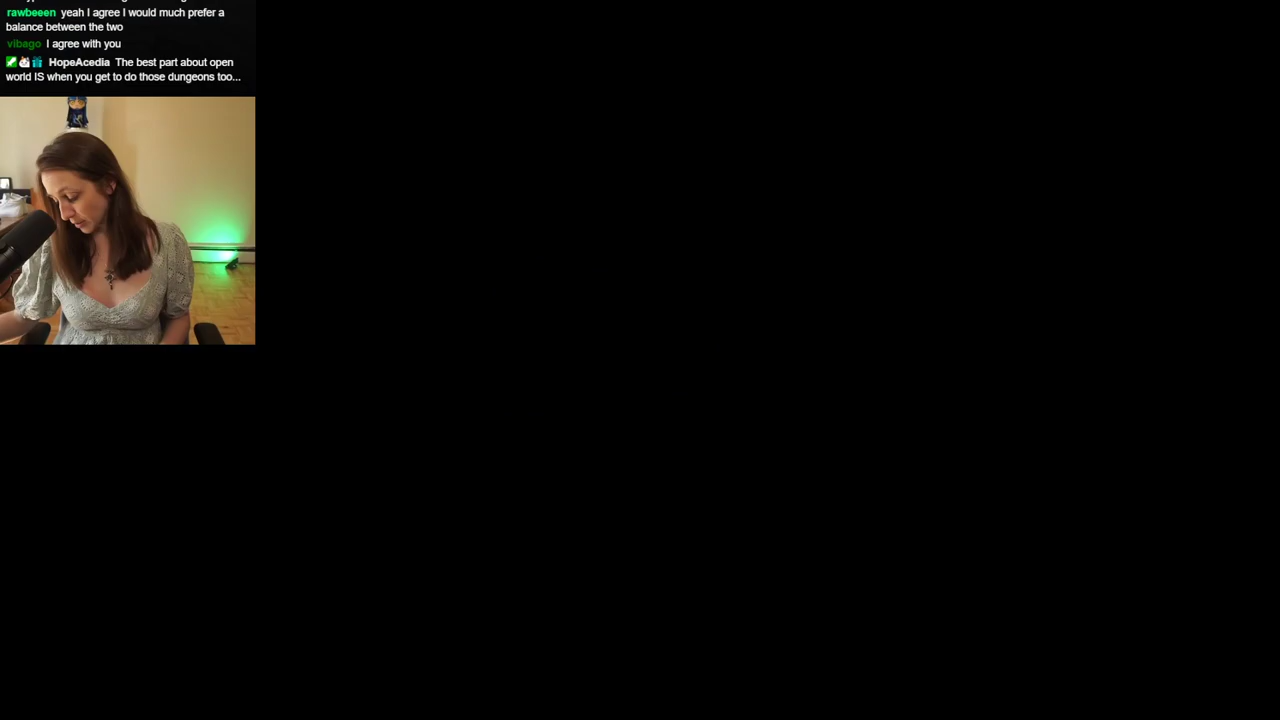 rawbeeen yeah I agree I would much prefer a
balance between the two
vibago I agree with you
HopeAcedia The best part about open
world IS when you get to do those dungeons too...